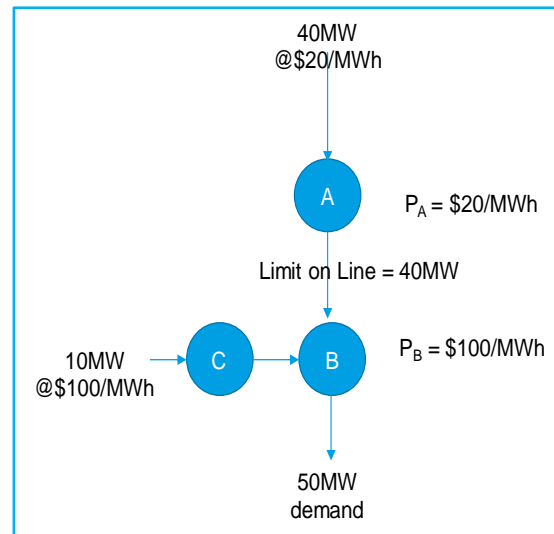 40MW
@$20/MWh
A
PA = $20/MWh
Limit on Line = 40MW
10MW
@$100/MWh
C
B
PB = $100/MWh
50MW
demand